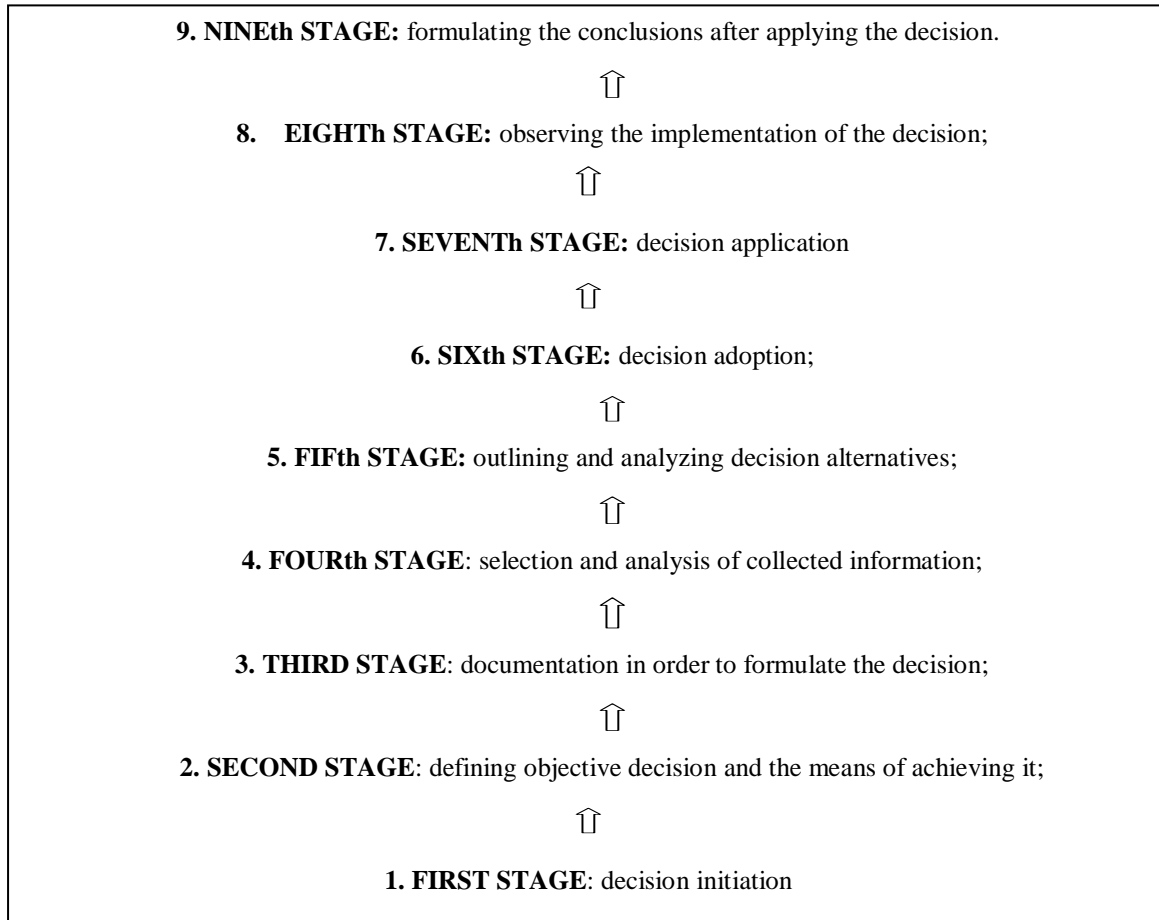 9. NINEth STAGE: formulating the conclusions after applying the decision.
8. EIGHTh STAGE: observing the implementation of the decision;
7. SEVENTh STAGE: decision application
6. SIXth STAGE: decision adoption;
5. FIFth STAGE: outlining and analyzing decision alternatives;
4. FOURth STAGE: selection and analysis of collected information;
3. THIRD STAGE: documentation in order to formulate the decision;
2. SECOND STAGE: defining objective decision and the means of achieving it;
1. FIRST STAGE: decision initiation